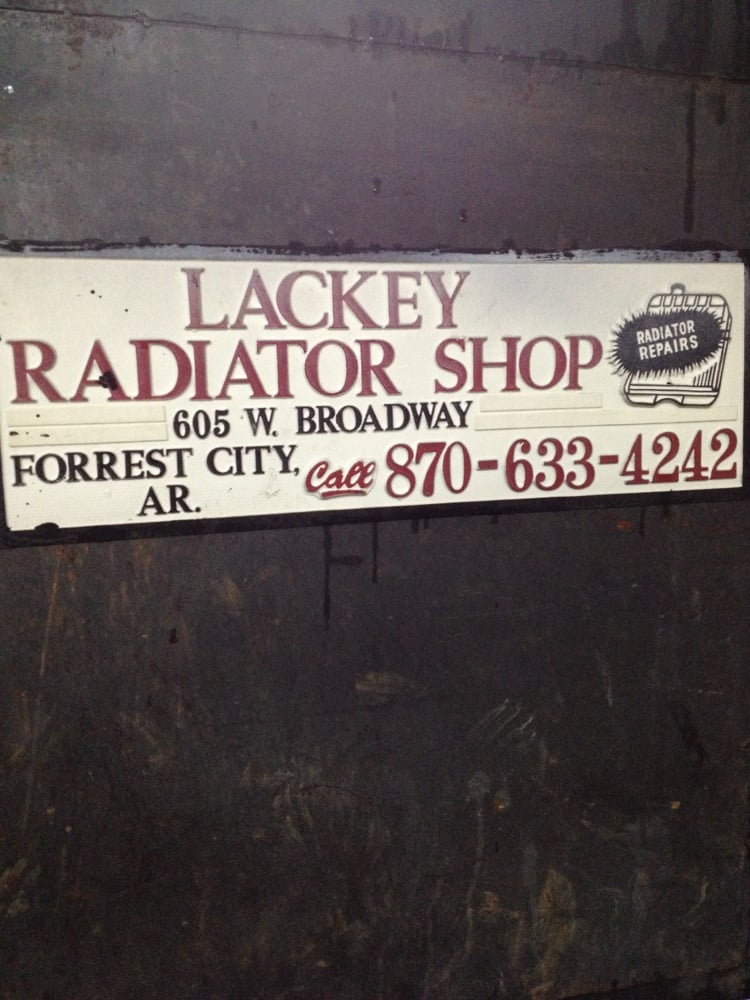 LACKEY
RADIATOR SHOP
RADIATOR
REPAIRS
605 W. BROADWAY
FORREST CITY,
AR.
Call 870-633-4242